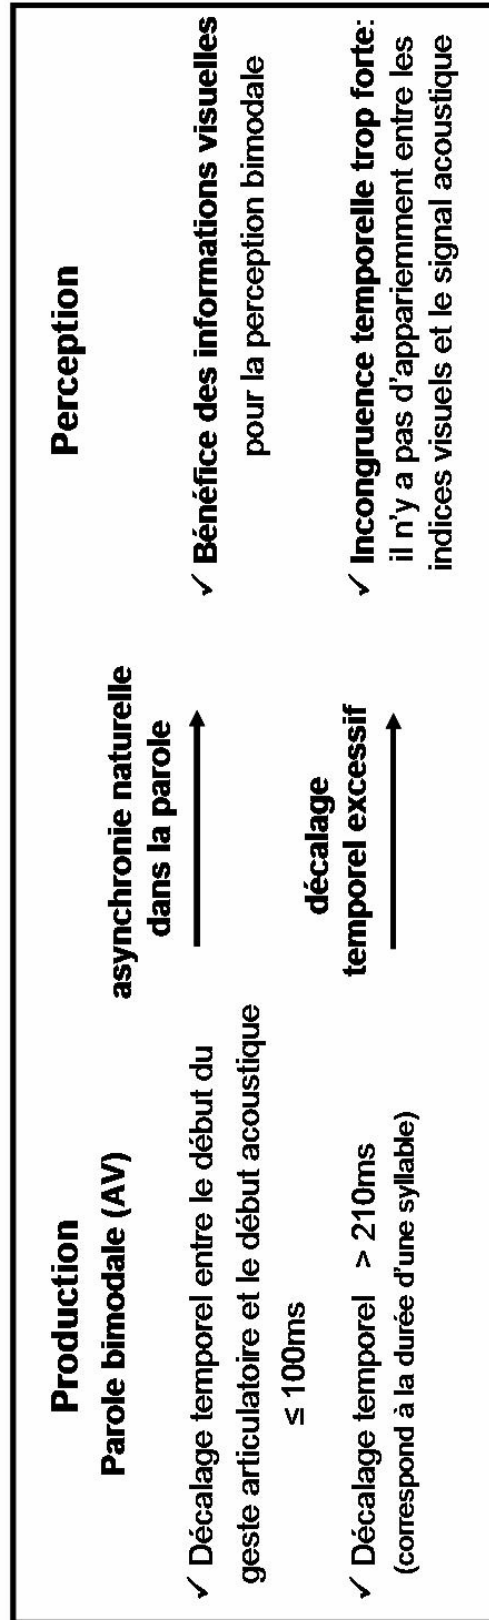 Production
Parole bimodale (AV)
✓ Décalage temporel entre le début du
geste articulatoire et le début acoustique
≤ 100ms
asynchronie naturelle
dans la parole
Perception
✓ Bénéfice des informations visuelles
pour la perception bimodale
✓ Décalage temporel > 210ms
(correspond à la durée d'une syllable)
décalage
temporel excessif
✓ Incongruence temporelle trop forte:
il n'y a pas d'appariemment entre les
indices visuels et le signal acoustique